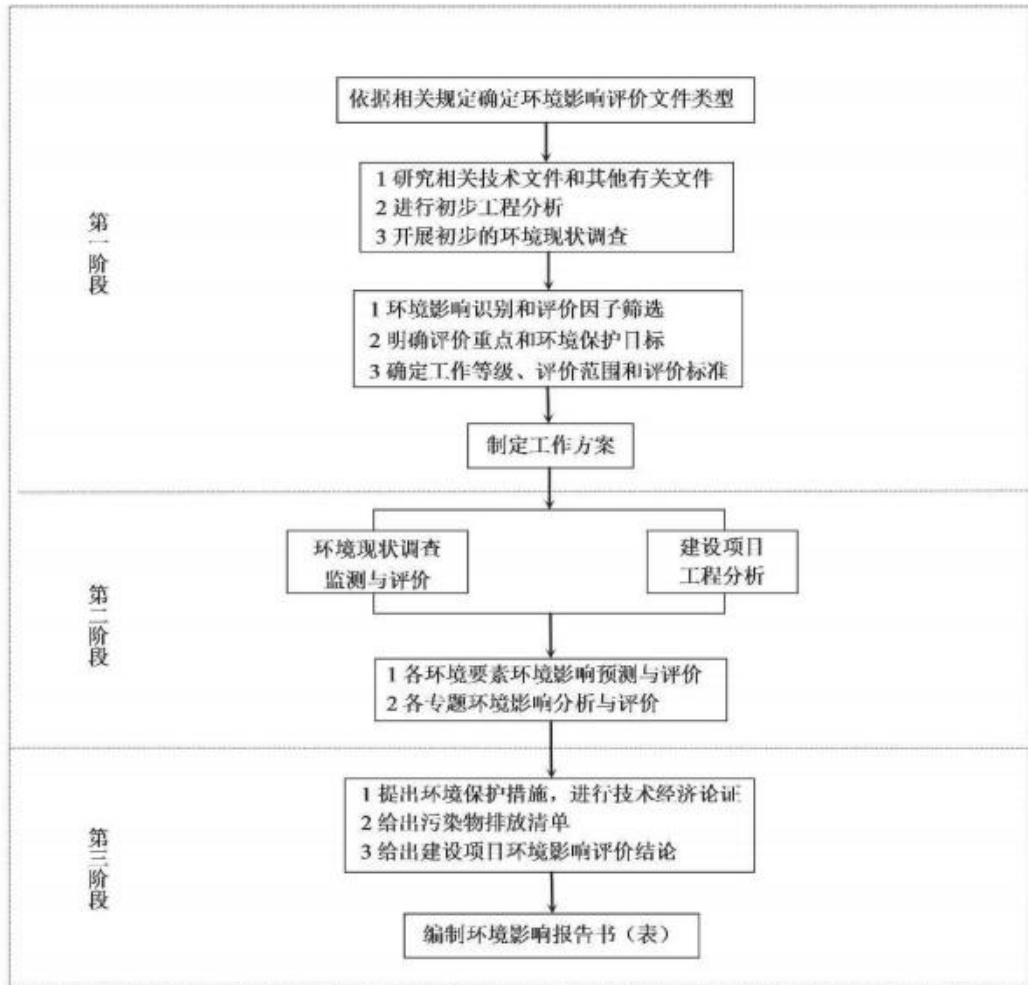 依据相关规定确定环境影响评价文件类型
1 研究相关技术文件和其他有关文件
2 进行初步工程分析
3 开展初步的环境现状调查
第一阶段
1 环境影响识别和评价因子筛选
2 明确评价重点和环境保护目标
3 确定工作等级、评价范围和评价标准
制定工作方案
环境现状调查
监测与评价
建设项目
工程分析
第二阶段
1 各环境要素环境影响预测与评价
2 各专题环境影响分析与评价
1 提出环境保护措施，进行技术经济论证
2 给出污染物排放清单
3 给出建设项目环境影响评价结论
第三阶段
编制环境影响报告书（表）